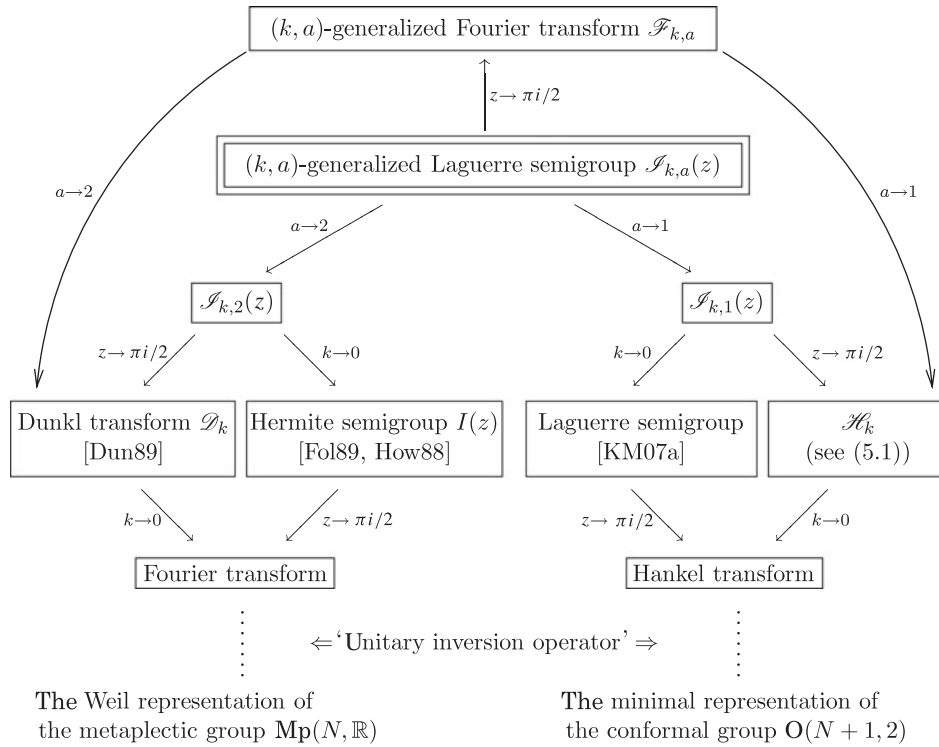 (k, a)-generalized Fourier transform ℱ_{k,a}
z→ πi/2
(k, a)-generalized Laguerre semigroup ℐ_{k,a}(z)
a→2
a→1
a→2
a→1
ℐ_{k,2}(z)
ℐ_{k,1}(z)
z→ πi/2
k→0
k→0
z→ πi/2
Dunkl transform 𝒟_k
[Dun89]
Hermite semigroup I(z)
[Fol89, How88]
Laguerre semigroup
[KM07a]
ℋ_k
(see (5.1))
k→0
z→ πi/2
z→ πi/2
k→0
Fourier transform
Hankel transform
⇐‘Unitary inversion operator’⇒
The Weil representation of
the metaplectic group Mp(N, ℝ)
The minimal representation of
the conformal group O(N + 1, 2)